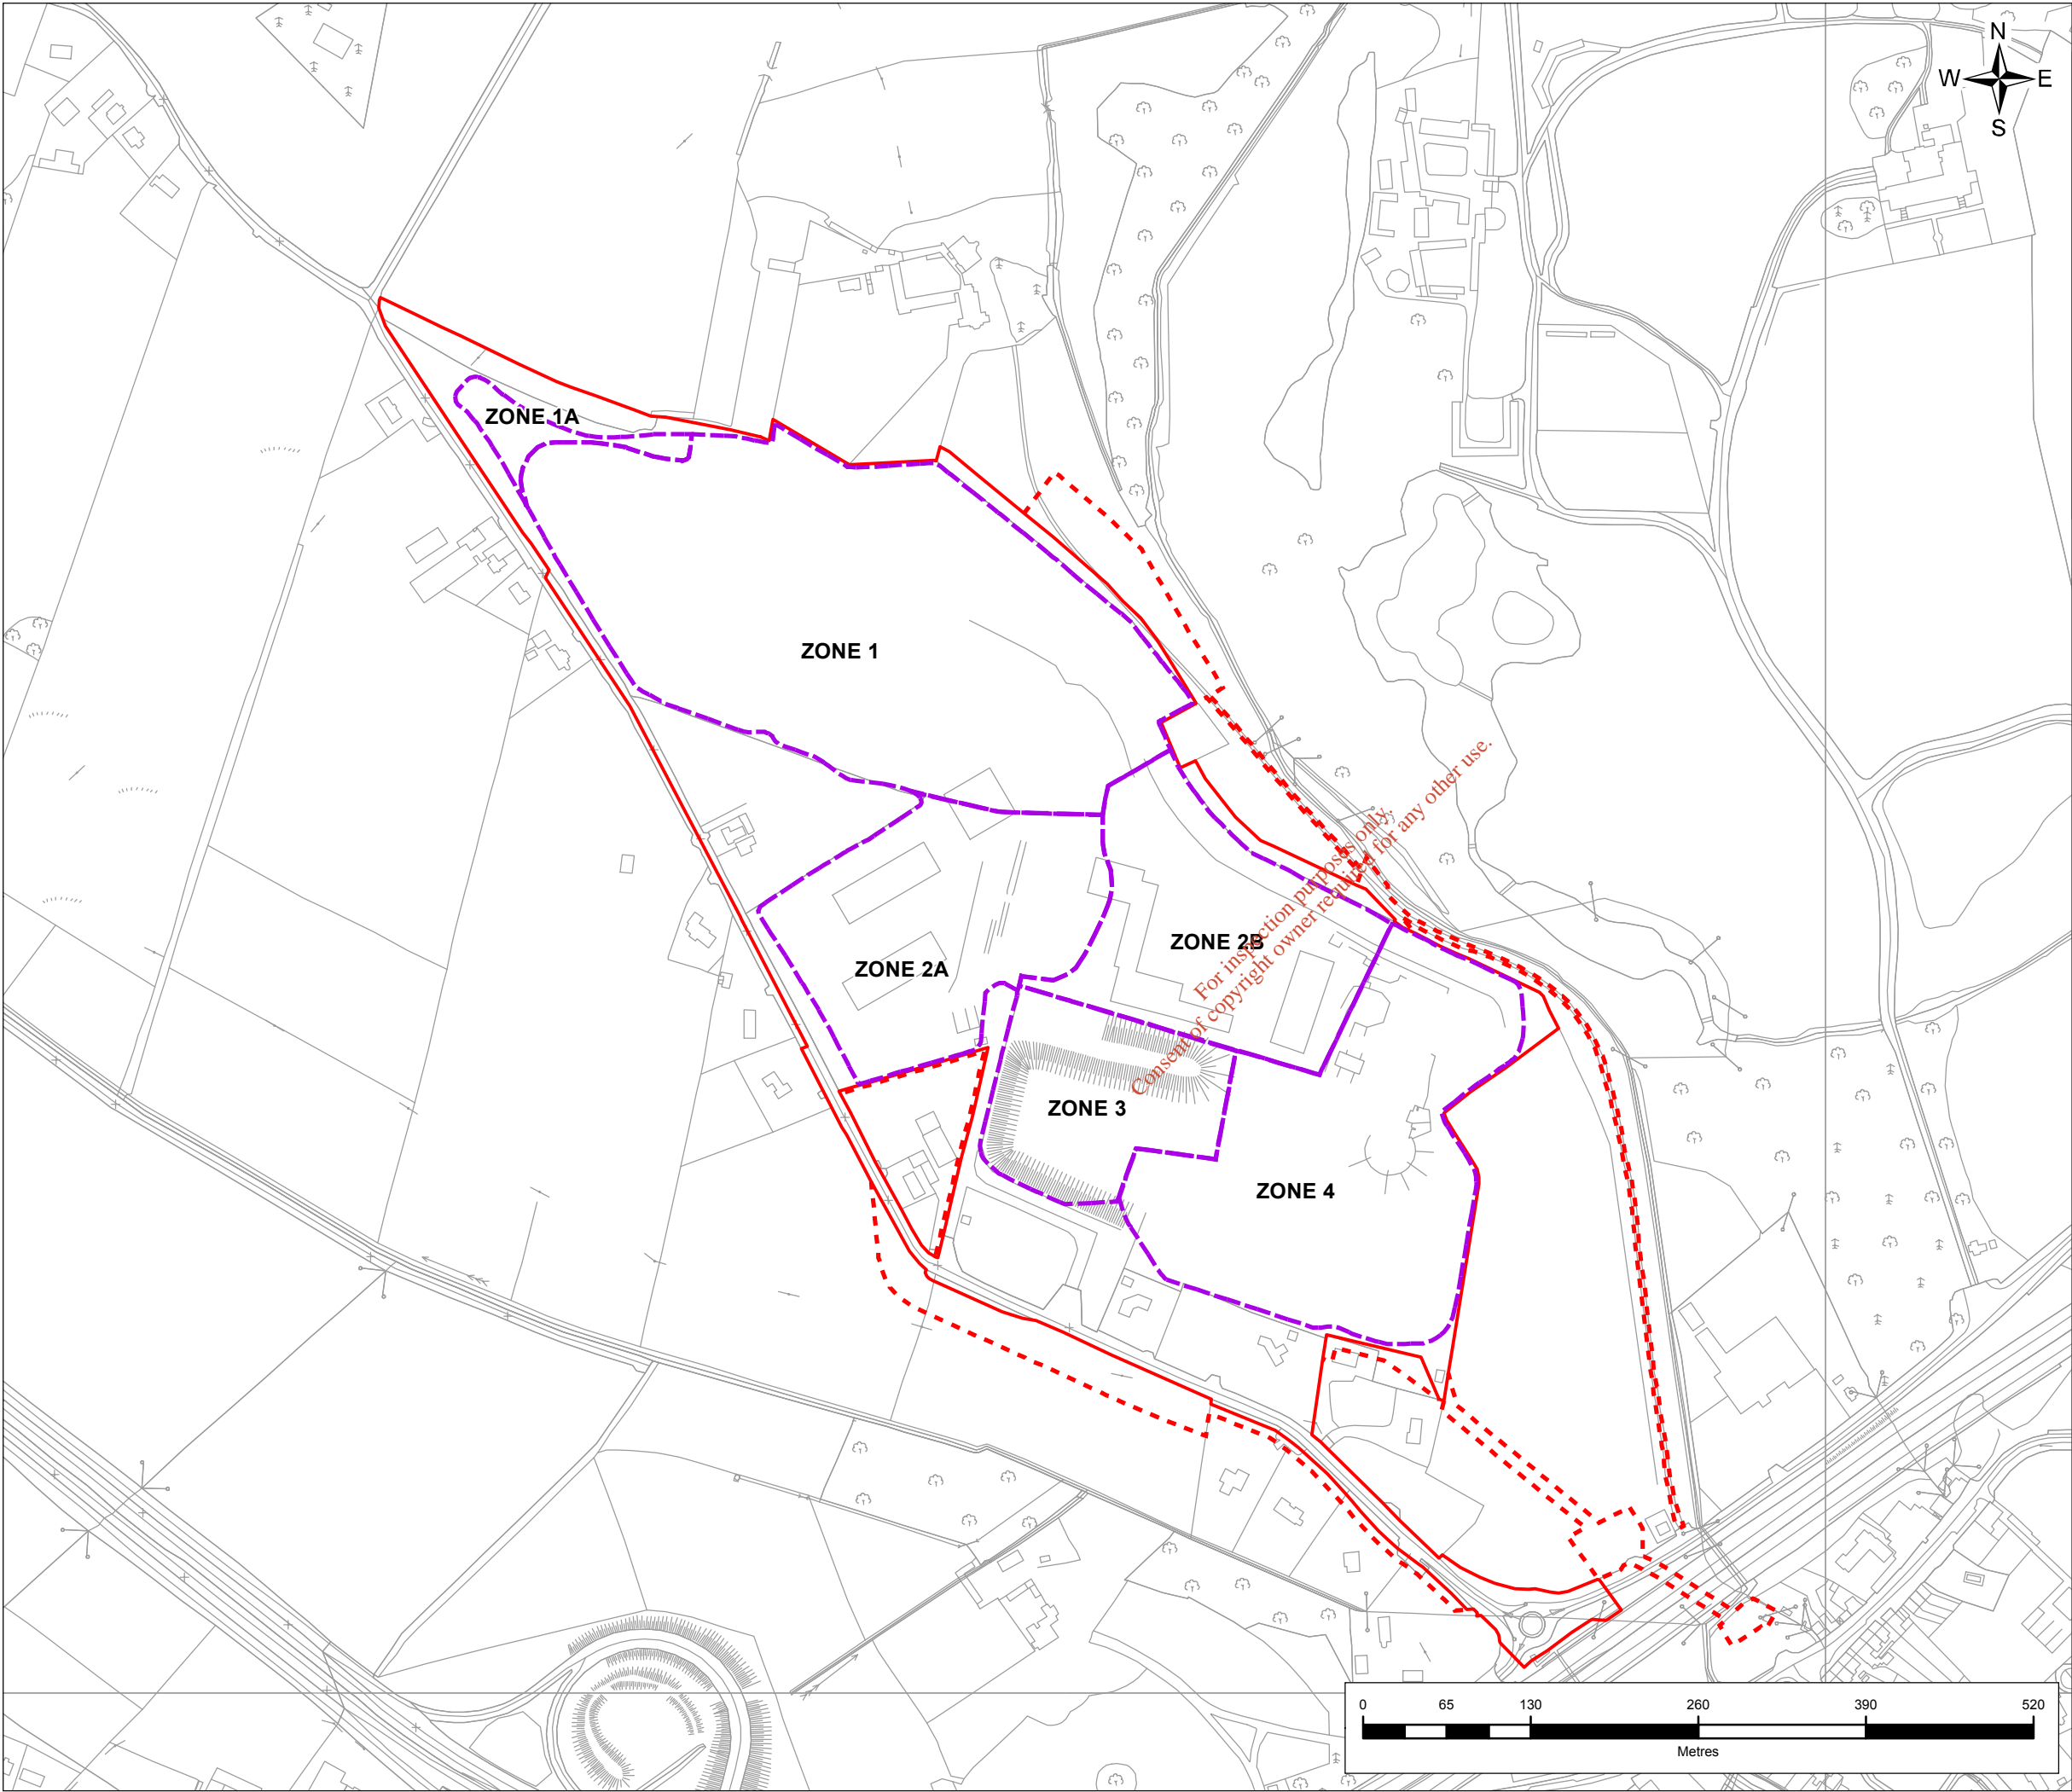 N
W E
S
ZONE 1A
ZONE 1
ZONE 2B
ZONE 2A
ZONE 3
ZONE 4
For inspection purposes only.
Consent of copyright owner required for any other use.
0 65 130 260 390 520
Metres